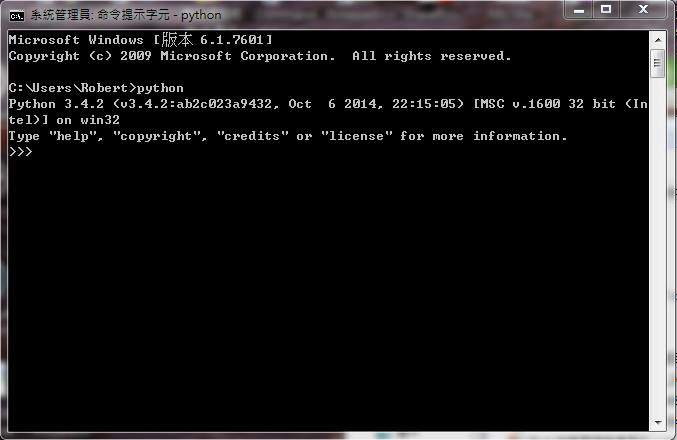 系統管理員: 命令提示字元 - python
Microsoft Windows [版本 6.1.7601]
Copyright (c) 2009 Microsoft Corporation.  All rights reserved.
C:\Users\Robert>python
Python 3.4.2 (v3.4.2:ab2c023a9432, Oct  6 2014, 22:15:05) [MSC v.1600 32 bit (In
tel)] on win32
Type "help", "copyright", "credits" or "license" for more information.
>>>